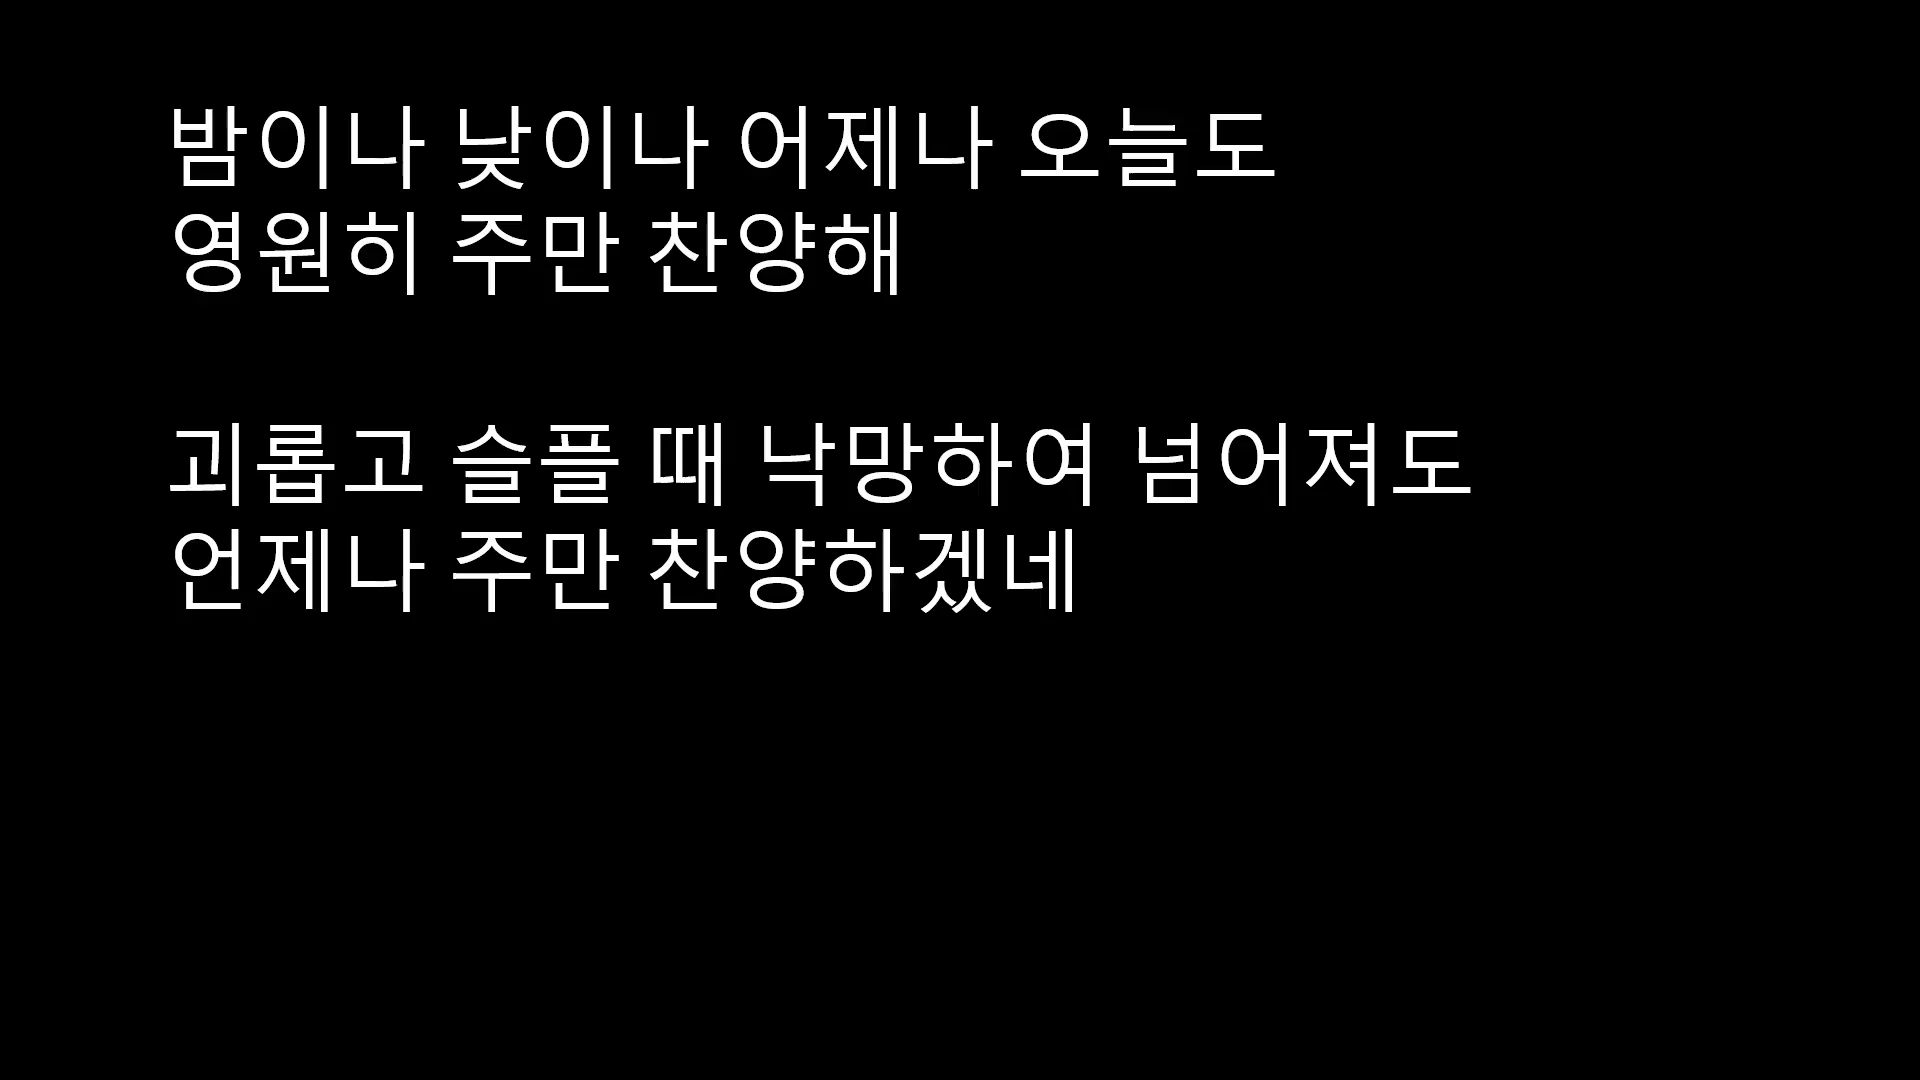 밤이나 낮이나 어제나 오늘도
영원히 주만 찬양해
괴롭고 슬플 때 낙망하여 넘어져도
언제나 주만 찬양하겠네